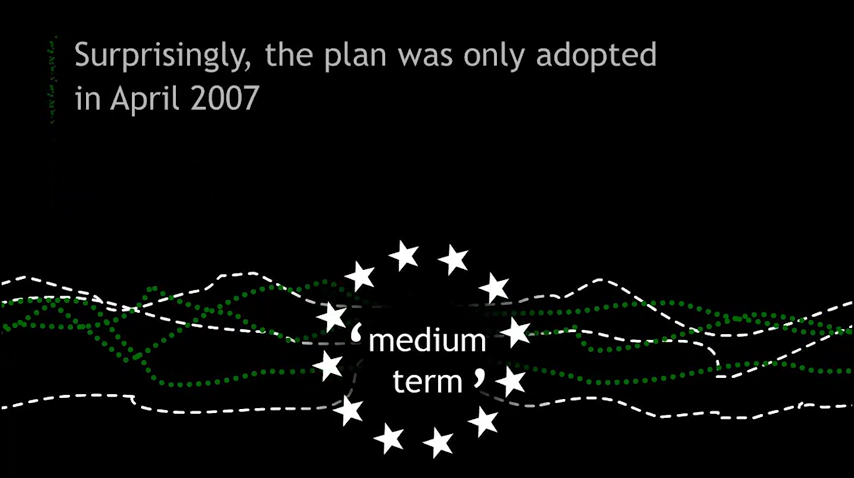 Surprisingly, the plan was only adopted
in April 2007
‘medium
term’